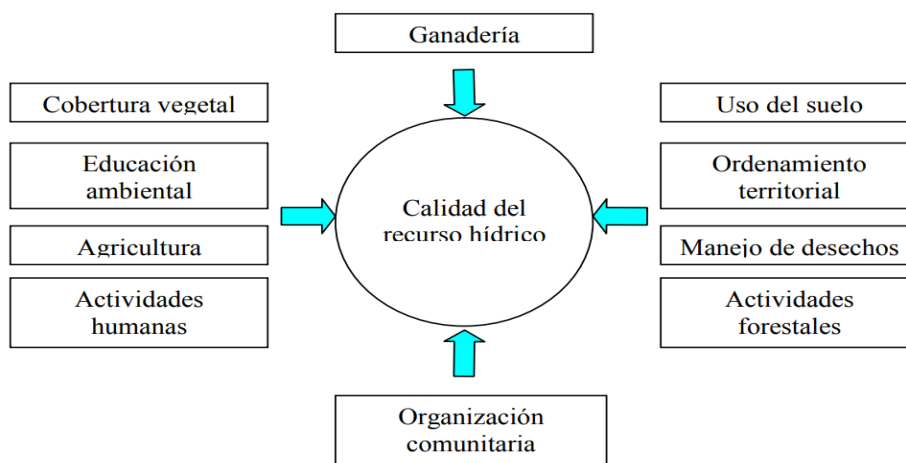 Ganadería
Cobertura vegetal
Uso del suelo
Educación
ambiental
Ordenamiento
territorial
Calidad del
recurso hídrico
Agricultura
Manejo de desechos
Actividades
humanas
Actividades
forestales
Organización
comunitaria